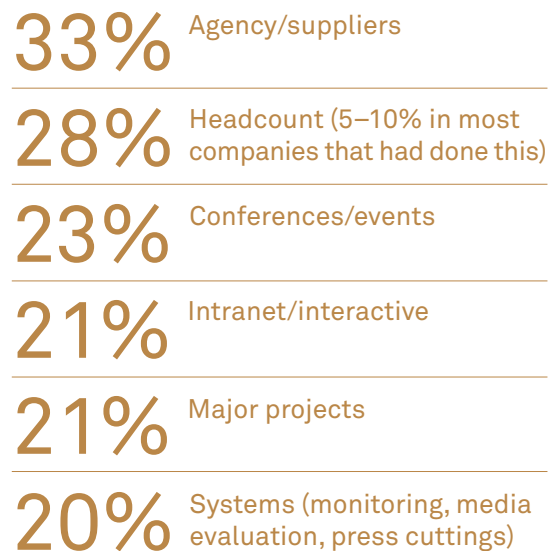 33% Agency/suppliers
28% Headcount (5–10% in most
companies that had done this)
23% Conferences/events
21% Intranet/interactive
21% Major projects
20% Systems (monitoring, media
evaluation, press cuttings)